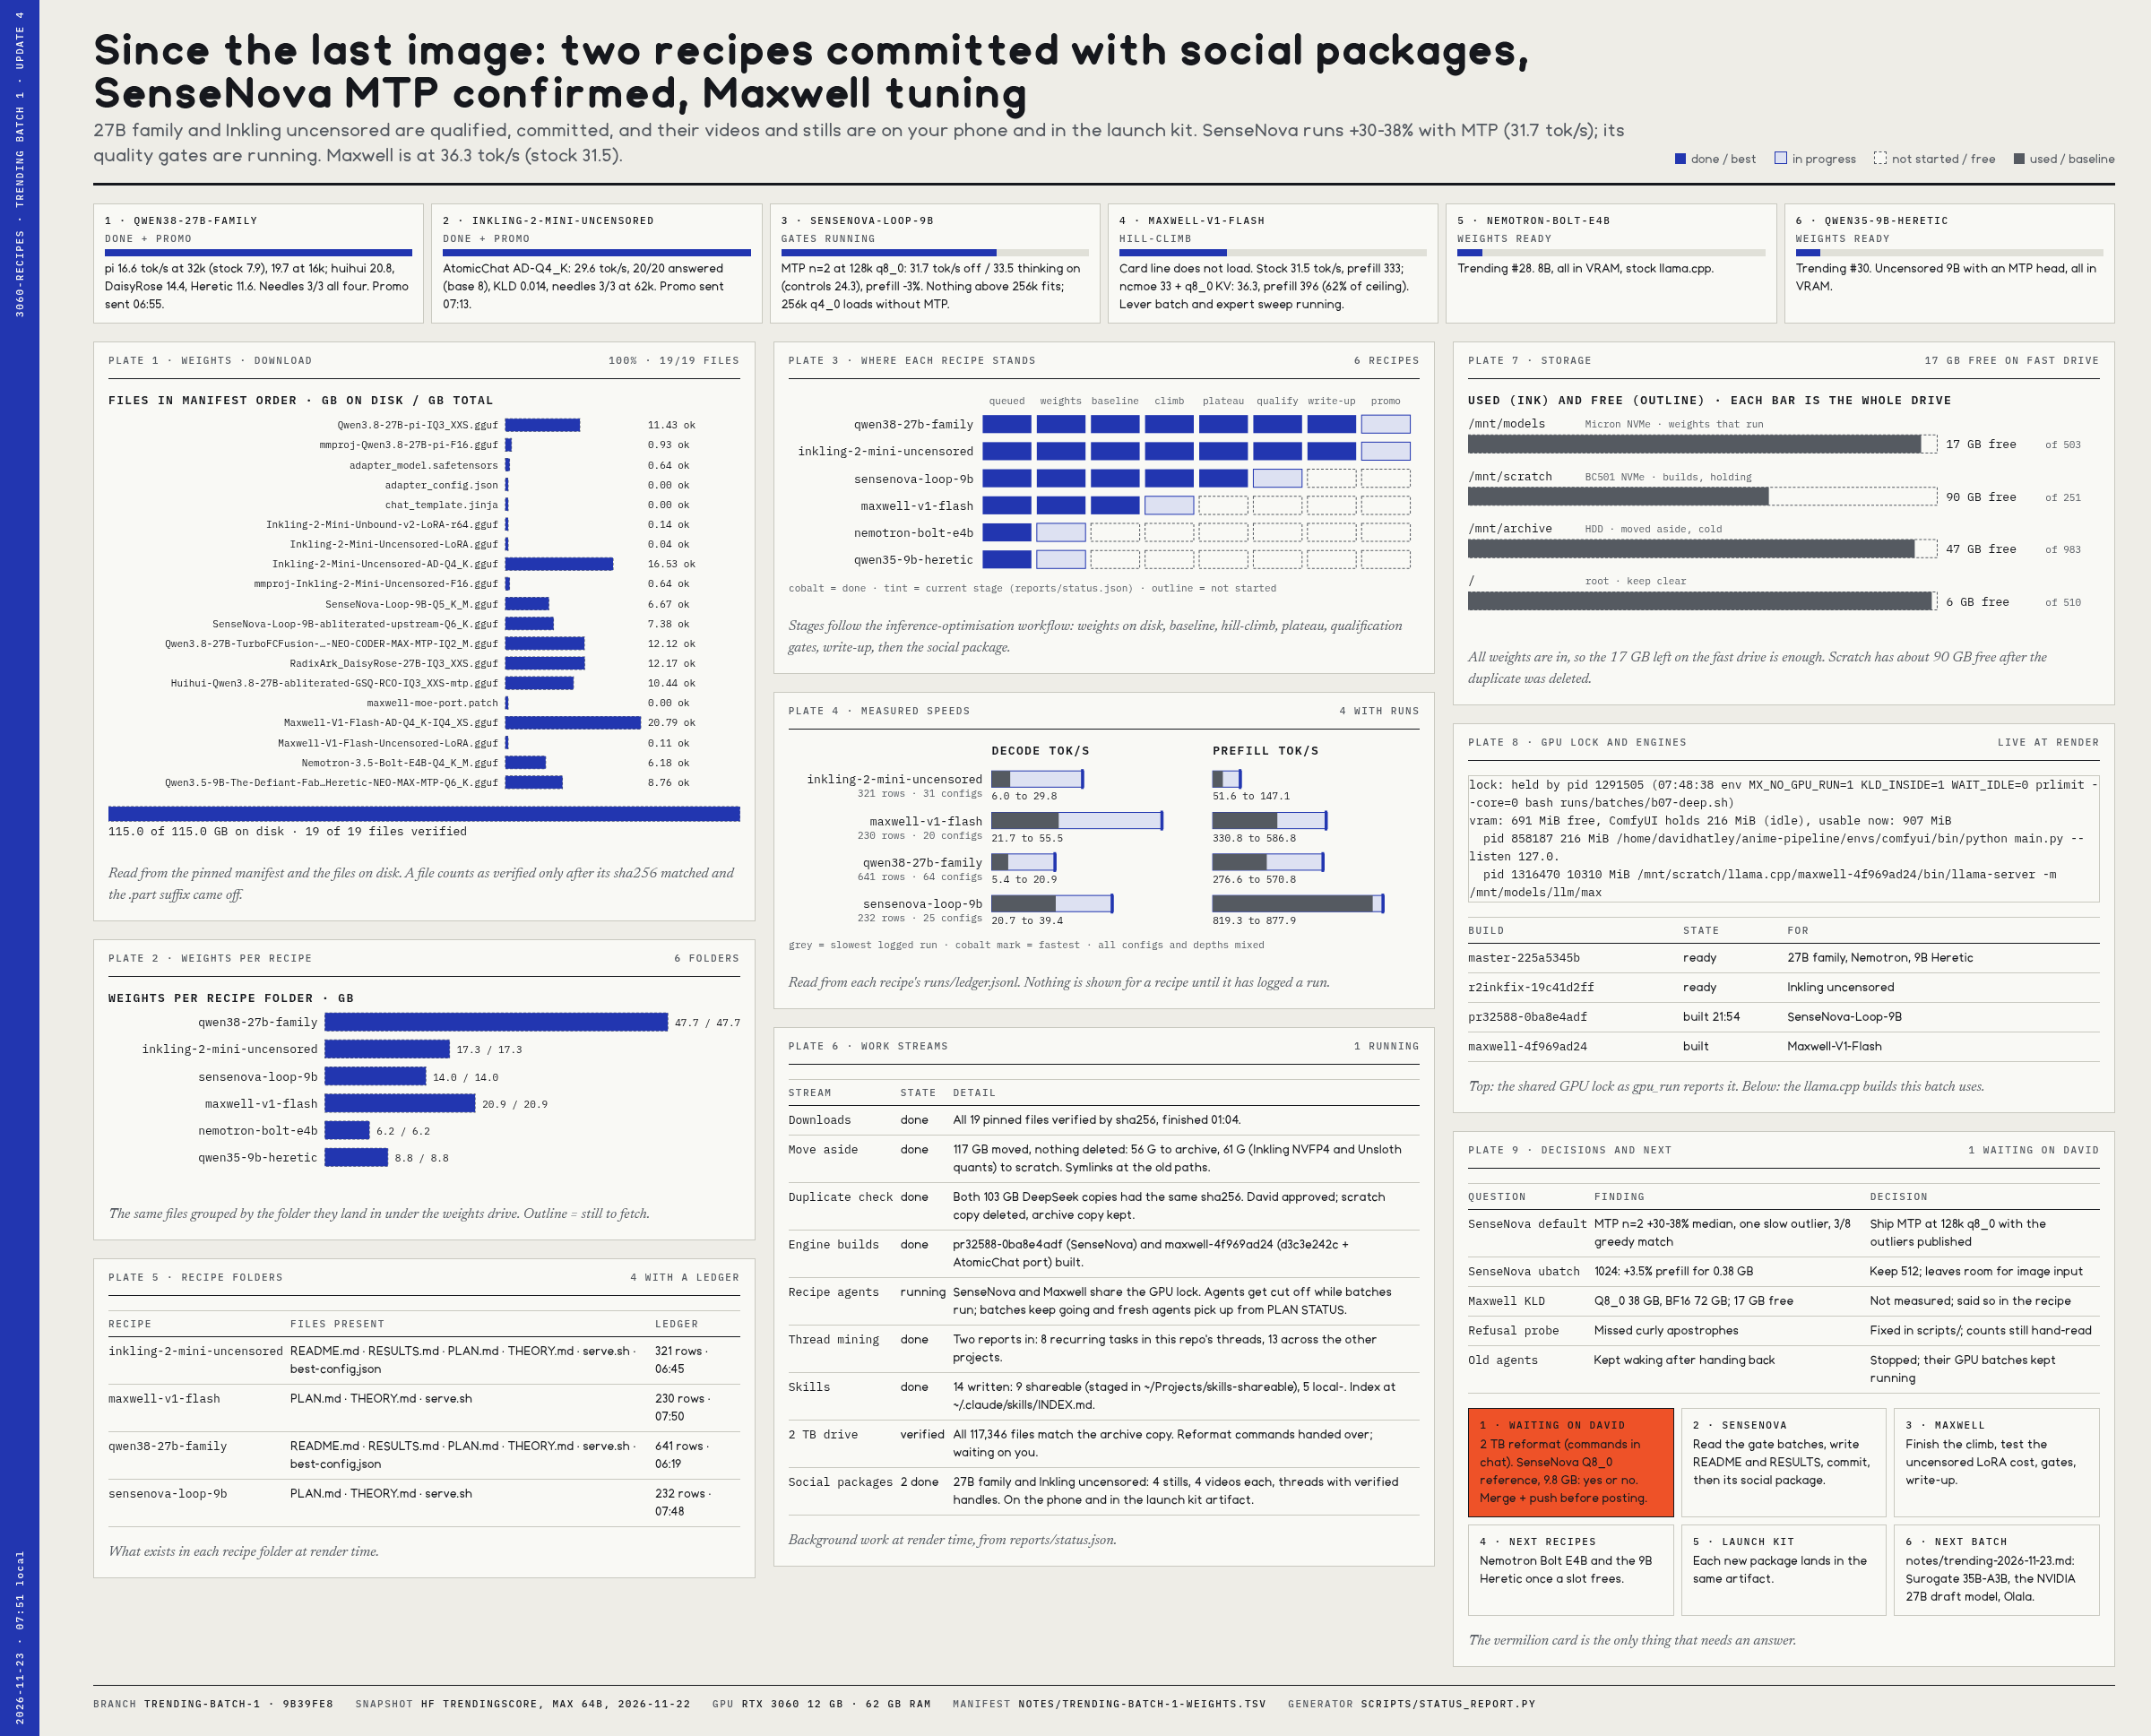 3060-RECIPES · TRENDING BATCH 1 · UPDATE 4
2026-11-23 · 07:51 local
Since the last image: two recipes committed with social packages,
SenseNova MTP confirmed, Maxwell tuning
27B family and Inkling uncensored are qualified, committed, and their videos and stills are on your phone and in the launch kit. SenseNova runs +30-38% with MTP (31.7 tok/s); its
quality gates are running. Maxwell is at 36.3 tok/s (stock 31.5).
done / best
in progress
not started / free
used / baseline
1 · QWEN38-27B-FAMILY
DONE + PROMO
pi 16.6 tok/s at 32k (stock 7.9), 19.7 at 16k; huihui 20.8,
DaisyRose 14.4, Heretic 11.6. Needles 3/3 all four. Promo
sent 06:55.
2 · INKLING-2-MINI-UNCENSORED
DONE + PROMO
AtomicChat AD-Q4_K: 29.6 tok/s, 20/20 answered
(base 8), KLD 0.014, needles 3/3 at 62k. Promo sent
07:13.
3 · SENSENOVA-LOOP-9B
GATES RUNNING
MTP n=2 at 128k q8_0: 31.7 tok/s off / 33.5 thinking on
(controls 24.3), prefill -3%. Nothing above 256k fits;
256k q4_0 loads without MTP.
4 · MAXWELL-V1-FLASH
HILL-CLIMB
Card line does not load. Stock 31.5 tok/s, prefill 333;
ncmoe 33 + q8_0 KV: 36.3, prefill 396 (62% of ceiling).
Lever batch and expert sweep running.
5 · NEMOTRON-BOLT-E4B
WEIGHTS READY
Trending #28. 8B, all in VRAM, stock llama.cpp.
6 · QWEN35-9B-HERETIC
WEIGHTS READY
Trending #30. Uncensored 9B with an MTP head, all in
VRAM.
PLATE 1 · WEIGHTS · DOWNLOAD
100% · 19/19 FILES
FILES IN MANIFEST ORDER · GB ON DISK / GB TOTAL
Qwen3.8-27B-pi-IQ3_XXS.gguf 11.43 ok
mmproj-Qwen3.8-27B-pi-F16.gguf 0.93 ok
adapter_model.safetensors 0.64 ok
adapter_config.json 0.00 ok
chat_template.jinja 0.00 ok
Inkling-2-Mini-Unbound-v2-LoRA-r64.gguf 0.14 ok
Inkling-2-Mini-Uncensored-LoRA.gguf 0.04 ok
Inkling-2-Mini-Uncensored-AD-Q4_K.gguf 16.53 ok
mmproj-Inkling-2-Mini-Uncensored-F16.gguf 0.64 ok
SenseNova-Loop-9B-Q5_K_M.gguf 6.67 ok
SenseNova-Loop-9B-abliterated-upstream-Q6_K.gguf 7.38 ok
Qwen3.8-27B-TurboFCFusion-…-NEO-CODER-MAX-MTP-IQ2_M.gguf 12.12 ok
RadixArk_DaisyRose-27B-IQ3_XXS.gguf 12.17 ok
Huihui-Qwen3.8-27B-abliterated-GSQ-RCO-IQ3_XXS-mtp.gguf 10.44 ok
maxwell-moe-port.patch 0.00 ok
Maxwell-V1-Flash-AD-Q4_K-IQ4_XS.gguf 20.79 ok
Maxwell-V1-Flash-Uncensored-LoRA.gguf 0.11 ok
Nemotron-3.5-Bolt-E4B-Q4_K_M.gguf 6.18 ok
Qwen3.5-9B-The-Defiant-Fab…Heretic-NEO-MAX-MTP-Q6_K.gguf 8.76 ok
115.0 of 115.0 GB on disk · 19 of 19 files verified
Read from the pinned manifest and the files on disk. A file counts as verified only after its sha256 matched and
the .part suffix came off.
PLATE 2 · WEIGHTS PER RECIPE
6 FOLDERS
WEIGHTS PER RECIPE FOLDER · GB
qwen38-27b-family 47.7 / 47.7
inkling-2-mini-uncensored 17.3 / 17.3
sensenova-loop-9b 14.0 / 14.0
maxwell-v1-flash 20.9 / 20.9
nemotron-bolt-e4b 6.2 / 6.2
qwen35-9b-heretic 8.8 / 8.8
The same files grouped by the folder they land in under the weights drive. Outline = still to fetch.
PLATE 5 · RECIPE FOLDERS
4 WITH A LEDGER
RECIPE FILES PRESENT LEDGER
inkling-2-mini-uncensored README.md · RESULTS.md · PLAN.md · THEORY.md · serve.sh · 321 rows ·
best-config.json 06:45
maxwell-v1-flash PLAN.md · THEORY.md · serve.sh 230 rows ·
07:50
qwen38-27b-family README.md · RESULTS.md · PLAN.md · THEORY.md · serve.sh · 641 rows ·
best-config.json 06:19
sensenova-loop-9b PLAN.md · THEORY.md · serve.sh 232 rows ·
07:48
What exists in each recipe folder at render time.
PLATE 3 · WHERE EACH RECIPE STANDS
6 RECIPES
queued weights baseline climb plateau qualify write-up promo
qwen38-27b-family
inkling-2-mini-uncensored
sensenova-loop-9b
maxwell-v1-flash
nemotron-bolt-e4b
qwen35-9b-heretic
cobalt = done · tint = current stage (reports/status.json) · outline = not started
Stages follow the inference-optimisation workflow: weights on disk, baseline, hill-climb, plateau, qualification
gates, write-up, then the social package.
PLATE 4 · MEASURED SPEEDS
4 WITH RUNS
DECODE TOK/S PREFILL TOK/S
inkling-2-mini-uncensored
321 rows · 31 configs 6.0 to 29.8 51.6 to 147.1
maxwell-v1-flash
230 rows · 20 configs 21.7 to 55.5 330.8 to 586.8
qwen38-27b-family
641 rows · 64 configs 5.4 to 20.9 276.6 to 570.8
sensenova-loop-9b
232 rows · 25 configs 20.7 to 39.4 819.3 to 877.9
grey = slowest logged run · cobalt mark = fastest · all configs and depths mixed
Read from each recipe's runs/ledger.jsonl. Nothing is shown for a recipe until it has logged a run.
PLATE 6 · WORK STREAMS
1 RUNNING
STREAM STATE DETAIL
Downloads done All 19 pinned files verified by sha256, finished 01:04.
Move aside done 117 GB moved, nothing deleted: 56 G to archive, 61 G (Inkling NVFP4 and Unsloth
quants) to scratch. Symlinks at the old paths.
Duplicate check done Both 103 GB DeepSeek copies had the same sha256. David approved; scratch
copy deleted, archive copy kept.
Engine builds done pr32588-0ba8e4adf (SenseNova) and maxwell-4f969ad24 (d3c3e242c +
AtomicChat port) built.
Recipe agents running SenseNova and Maxwell share the GPU lock. Agents get cut off while batches
run; batches keep going and fresh agents pick up from PLAN STATUS.
Thread mining done Two reports in: 8 recurring tasks in this repo's threads, 13 across the other
projects.
Skills done 14 written: 9 shareable (staged in ~/Projects/skills-shareable), 5 local-. Index at
~/.claude/skills/INDEX.md.
2 TB drive verified All 117,346 files match the archive copy. Reformat commands handed over;
waiting on you.
Social packages 2 done 27B family and Inkling uncensored: 4 stills, 4 videos each, threads with verified
handles. On the phone and in the launch kit artifact.
Background work at render time, from reports/status.json.
PLATE 7 · STORAGE
17 GB FREE ON FAST DRIVE
USED (INK) AND FREE (OUTLINE) · EACH BAR IS THE WHOLE DRIVE
/mnt/models Micron NVMe · weights that run
17 GB free of 503
/mnt/scratch BC501 NVMe · builds, holding
90 GB free of 251
/mnt/archive HDD · moved aside, cold
47 GB free of 983
/ root · keep clear
6 GB free of 510
All weights are in, so the 17 GB left on the fast drive is enough. Scratch has about 90 GB free after the
duplicate was deleted.
PLATE 8 · GPU LOCK AND ENGINES
LIVE AT RENDER
lock: held by pid 1291505 (07:48:38 env MX_NO_GPU_RUN=1 KLD_INSIDE=1 WAIT_IDLE=0 prlimit -
-core=0 bash runs/batches/b07-deep.sh)
vram: 691 MiB free, ComfyUI holds 216 MiB (idle), usable now: 907 MiB
pid 858187 216 MiB /home/davidhatley/anime-pipeline/envs/comfyui/bin/python main.py --
listen 127.0.
pid 1316470 10310 MiB /mnt/scratch/llama.cpp/maxwell-4f969ad24/bin/llama-server -m
/mnt/models/llm/max
BUILD STATE FOR
master-225a5345b ready 27B family, Nemotron, 9B Heretic
r2inkfix-19c41d2ff ready Inkling uncensored
pr32588-0ba8e4adf built 21:54 SenseNova-Loop-9B
maxwell-4f969ad24 built Maxwell-V1-Flash
Top: the shared GPU lock as gpu_run reports it. Below: the llama.cpp builds this batch uses.
PLATE 9 · DECISIONS AND NEXT
1 WAITING ON DAVID
QUESTION FINDING DECISION
SenseNova default MTP n=2 +30-38% median, one slow outlier, 3/8 Ship MTP at 128k q8_0 with the
greedy match outliers published
SenseNova ubatch 1024: +3.5% prefill for 0.38 GB Keep 512; leaves room for image input
Maxwell KLD Q8_0 38 GB, BF16 72 GB; 17 GB free Not measured; said so in the recipe
Refusal probe Missed curly apostrophes Fixed in scripts/; counts still hand-read
Old agents Kept waking after handing back Stopped; their GPU batches kept
running
1 · WAITING ON DAVID
2 TB reformat (commands in
chat). SenseNova Q8_0
reference, 9.8 GB: yes or no.
Merge + push before posting.
2 · SENSENOVA
Read the gate batches, write
README and RESULTS, commit,
then its social package.
3 · MAXWELL
Finish the climb, test the
uncensored LoRA cost, gates,
write-up.
4 · NEXT RECIPES
Nemotron Bolt E4B and the 9B
Heretic once a slot frees.
5 · LAUNCH KIT
Each new package lands in the
same artifact.
6 · NEXT BATCH
notes/trending-2026-11-23.md:
Surogate 35B-A3B, the NVIDIA
27B draft model, Olala.
The vermilion card is the only thing that needs an answer.
BRANCH TRENDING-BATCH-1 · 9B39FE8 SNAPSHOT HF TRENDINGSCORE, MAX 64B, 2026-11-22 GPU RTX 3060 12 GB · 62 GB RAM MANIFEST NOTES/TRENDING-BATCH-1-WEIGHTS.TSV GENERATOR SCRIPTS/STATUS_REPORT.PY